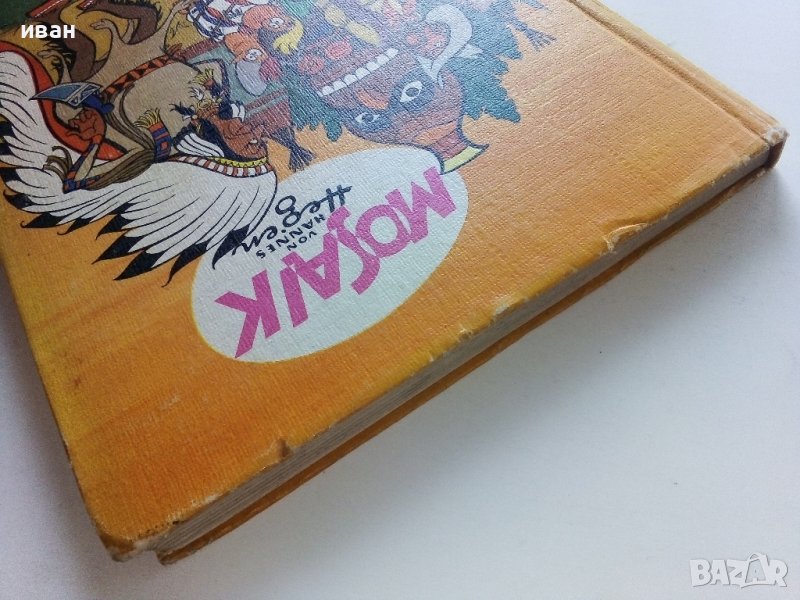 иван
MOSAIK
VON
HANNES
Hegen
BAZAR